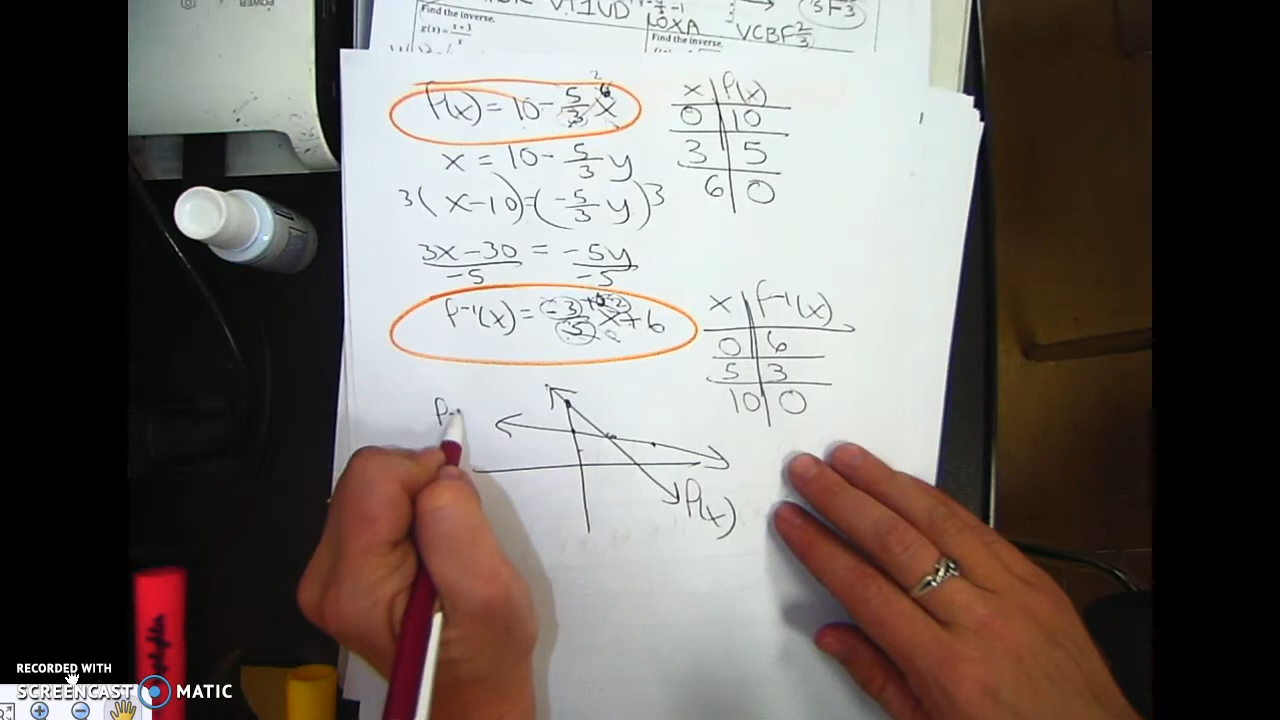 Find the inverse.
Find the inverse.
VCBF 2/3
f(x) = 10 - 5/3 x
x = 10 - 5/3 y
3(x-10) = (-5/3 y)3
3x-30 = -5y
-5 -5
f⁻¹(x) = x + 6
x f(x)
0 10
3 5
6 0
x f⁻¹(x)
0 6
5 3
10 0
f(x)
RECORDED WITH
SCREENCAST MATIC